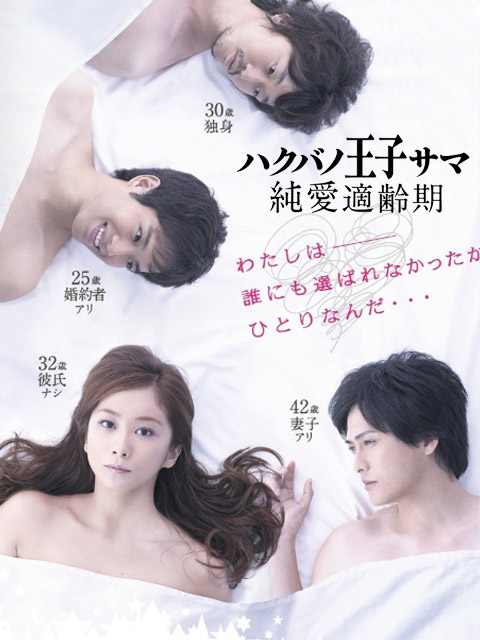 30歳
独身
ハクバノ王子サマ
純愛適齢期
わたしは———
誰にも選ばれなかったか
ひとりなんだ・・・
25歳
婚約者
アリ
32歳
彼氏
ナシ
42歳
妻子
アリ